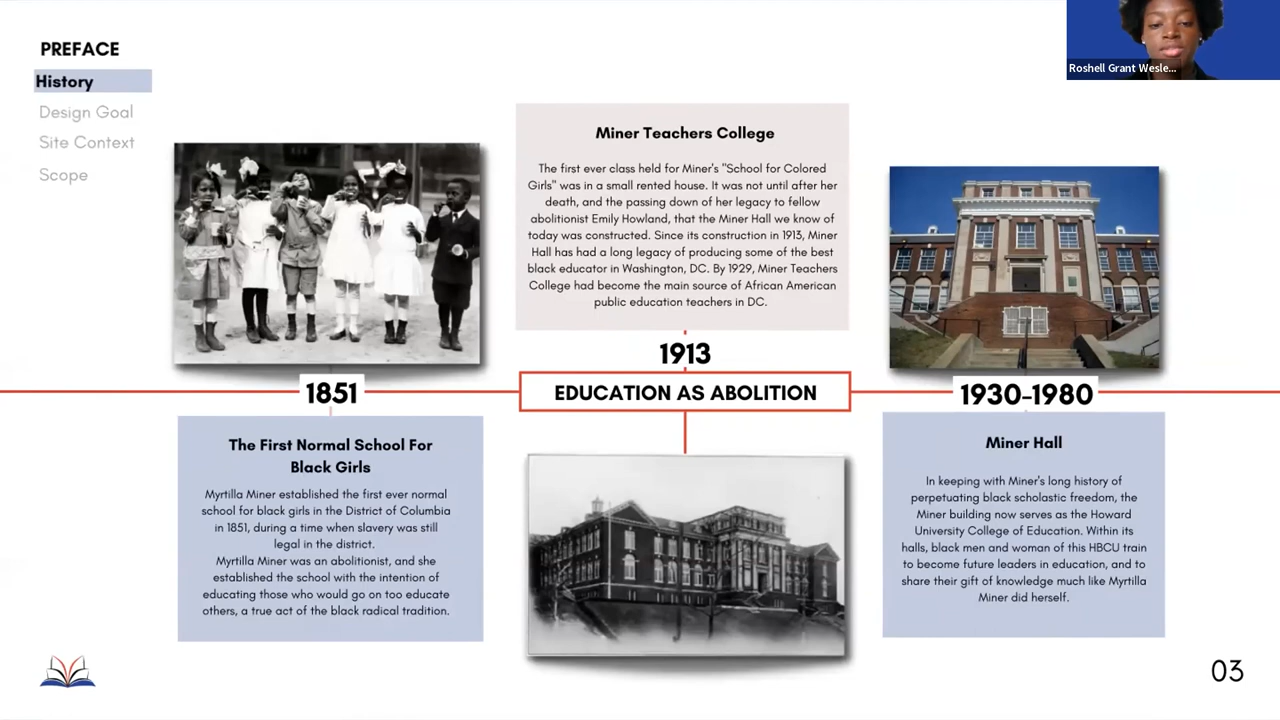 PREFACE
History
Design Goal
Site Context
Scope
Roshell Grant Wesle...
Miner Teachers College
The first ever class held for Miner's "School for Colored
Girls" was in a small rented house. It was not until after her
death, and the passing down of her legacy to fellow
abolitionist Emily Howland, that the Miner Hall we know of
today was constructed. Since its construction in 1913, Miner
Hall has had a long legacy of producing some of the best
black educator in Washington, DC. By 1929, Miner Teachers
College had become the main source of African American
public education teachers in DC.
1913
1851
EDUCATION AS ABOLITION
1930-1980
The First Normal School For
Black Girls
Myrtilla Miner established the first ever normal
school for black girls in the District of Columbia
in 1851, during a time when slavery was still
legal in the district.
Myrtilla Miner was an abolitionist, and she
established the school with the intention of
educating those who would go on too educate
others, a true act of the black radical tradition.
Miner Hall
In keeping with Miner's long history of
perpetuating black scholastic freedom, the
Miner building now serves as the Howard
University College of Education. Within its
halls, black men and woman of this HBCU train
to become future leaders in education, and to
share their gift of knowledge much like Myrtilla
Miner did herself.
03